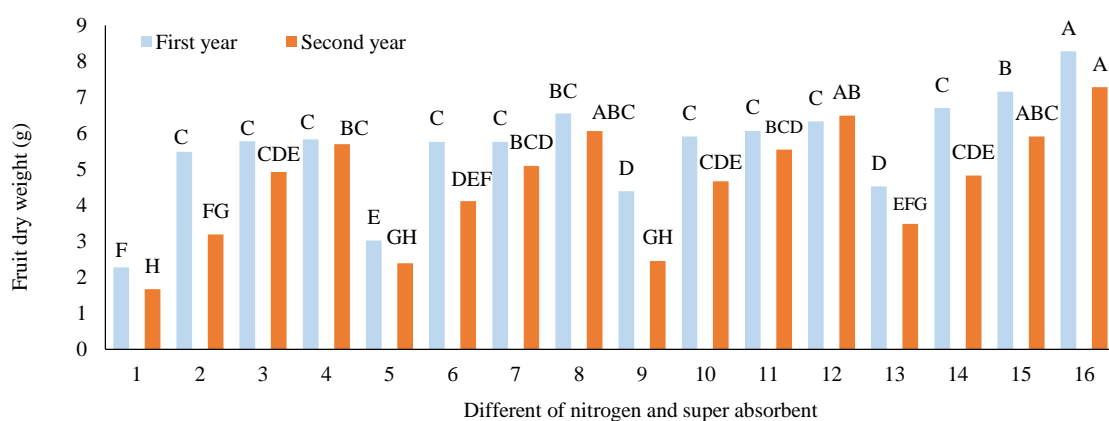 Fruit dry weight (g)
9
8
7
6
5
4
3
2
1
0
First year
Second year
F H C FG C CDE C BC E GH C DEF C BCD BC ABC D GH C CDE C BCD C AB D EFG C CDE B ABC A A
1 2 3 4 5 6 7 8 9 10 11 12 13 14 15 16
Different of nitrogen and super absorbent